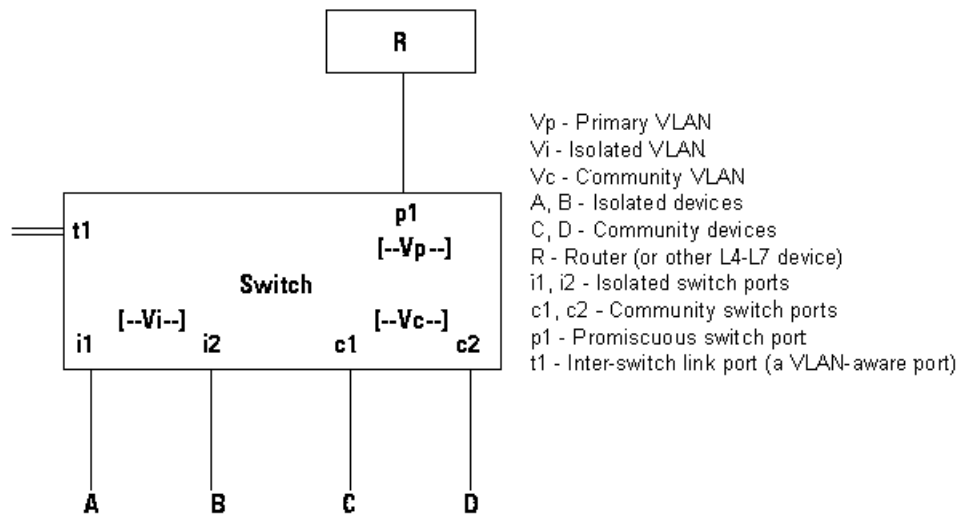 R
Vp - Primary VLAN
Vi - Isolated VLAN
Vc - Community VLAN
A, B - Isolated devices
C, D - Community devices
R - Router (or other L4-L7 device)
i1, i2 - Isolated switch ports
c1, c2 - Community switch ports
p1 - Promiscuous switch port
t1 - Inter-switch link port (a VLAN-aware port)
t1
p1
[--Vp--]
Switch
[--Vi--]
[--Vc--]
i1
i2
c1
c2
A
B
C
D